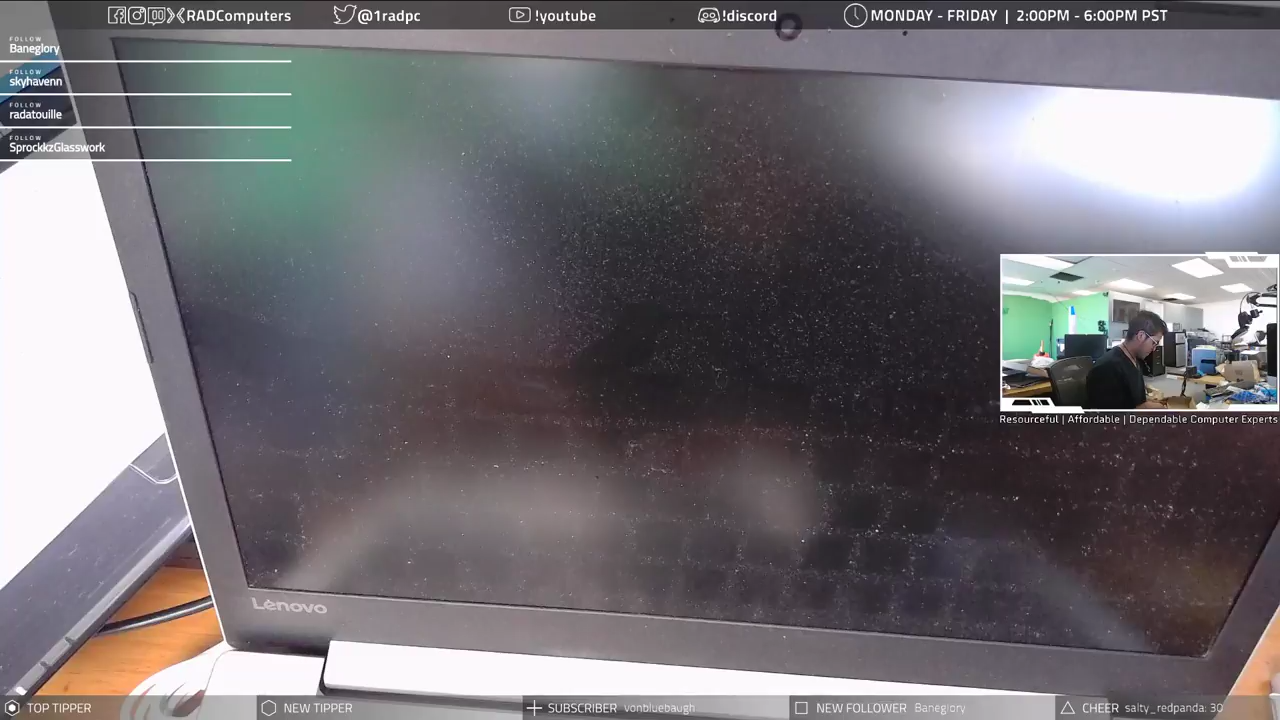 RADComputers @1radpc !youtube !discord MONDAY - FRIDAY | 2:00PM - 6:00PM PST
FOLLOW
Baneglory
FOLLOW
skyhavenn
FOLLOW
radatouille
FOLLOW
SprockkzGlasswork
Resourceful | Affordable | Dependable Computer Experts
Lenovo
TOP TIPPER NEW TIPPER SUBSCRIBER vonbluebaugh NEW FOLLOWER Baneglory CHEER salty_redpanda: 30